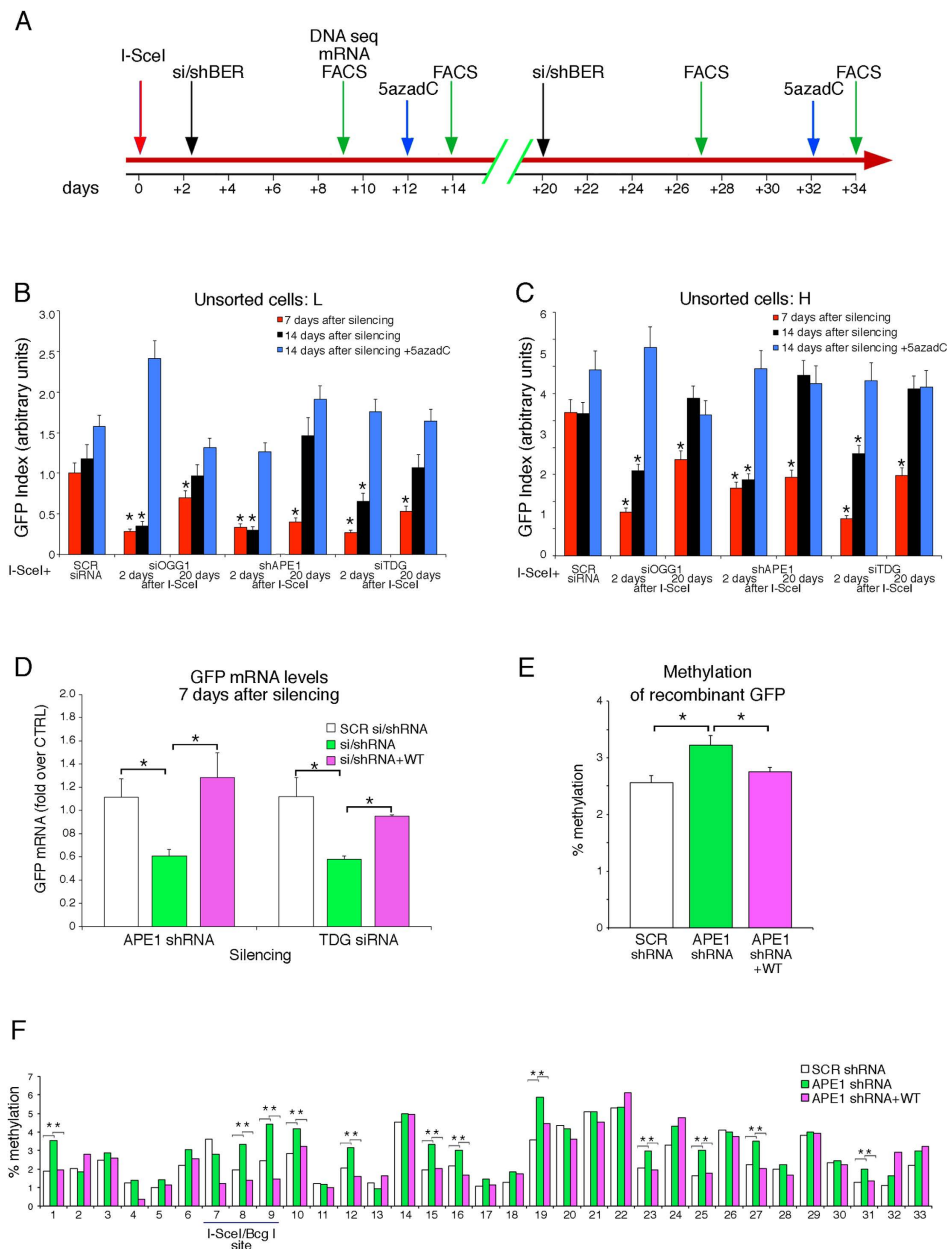 A
I-SceI
si/shBER
DNA seq
mRNA
FACS
5azadC
FACS
si/shBER
FACS
5azadC
FACS
days
0 +2 +4 +6 +8 +10 +12 +14 +20 +22 +24 +26 +28 +30 +32 +34
B
Unsorted cells: L
7 days after silencing
14 days after silencing
14 days after silencing +5azadC
GFP Index (arbitrary units)
3.0
2.5
2.0
1.5
1.0
0.5
0
* * * * * * * * *
I-SceI+
SCR siRNA
siOGG1
2 days 20 days
after I-SceI
shAPE1
2 days 20 days
after I-SceI
siTDG
2 days 20 days
after I-SceI
C
Unsorted cells: H
7 days after silencing
14 days after silencing
14 days after silencing +5azadC
GFP Index (arbitrary units)
6
5
4
3
2
1
0
* * * * * * * * *
I-SceI+
SCR
siRNA
siOGG1
2 days 20 days
after I-SceI
shAPE1
2 days 20 days
after I-SceI
siTDG
2 days 20 days
after I-SceI
D
GFP mRNA levels
7 days after silencing
SCR si/shRNA
si/shRNA
si/shRNA+WT
GFP mRNA (fold over CTRL)
2.0
1.8
1.6
1.4
1.2
1.0
0.8
0.6
0.4
0.2
0
* * * *
APE1 shRNA TDG siRNA
Silencing
E
Methylation
of recombinant GFP
% methylation
4
3
2
1
0
* *
SCR
shRNA
APE1
shRNA
APE1
shRNA
+WT
F
SCR shRNA
APE1 shRNA
APE1 shRNA+WT
% methylation
7
6
5
4
3
2
1
0
** ** ** ** ** ** ** ** ** ** ** **
1 2 3 4 5 6 7 8 9 10 11 12 13 14 15 16 17 18 19 20 21 22 23 24 25 26 27 28 29 30 31 32 33
I-SceI/Bcg I
site